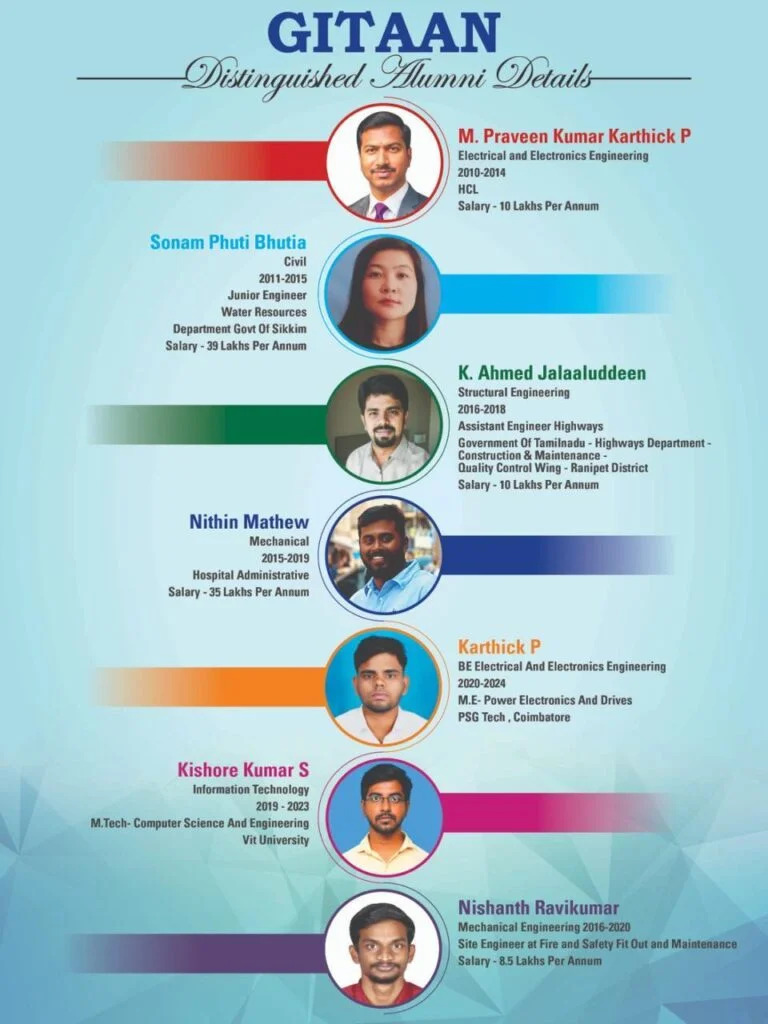 GITAAN
Distinguished Alumni Details
M. Praveen Kumar Karthick P
Electrical and Electronics Engineering
2010-2014
HCL
Salary - 10 Lakhs Per Annum
Sonam Phuti Bhutia
Civil
2011-2015
Junior Engineer
Water Resources
Department Govt Of Sikkim
Salary - 39 Lakhs Per Annum
K. Ahmed Jalaaluddeen
Structural Engineering
2016-2018
Assistant Engineer Highways
Government Of Tamilnadu - Highways Department -
Construction & Maintenance -
Quality Control Wing - Ranipet District
Salary - 10 Lakhs Per Annum
Nithin Mathew
Mechanical
2015-2019
Hospital Administrative
Salary - 35 Lakhs Per Annum
Karthick P
BE Electrical And Electronics Engineering
2020-2024
M.E- Power Electronics And Drives
PSG Tech , Coimbatore
Kishore Kumar S
Information Technology
2019 - 2023
M.Tech- Computer Science And Engineering
Vit University
Nishanth Ravikumar
Mechanical Engineering 2016-2020
Site Engineer at Fire and Safety Fit Out and Maintenance
Salary - 8.5 Lakhs Per Annum